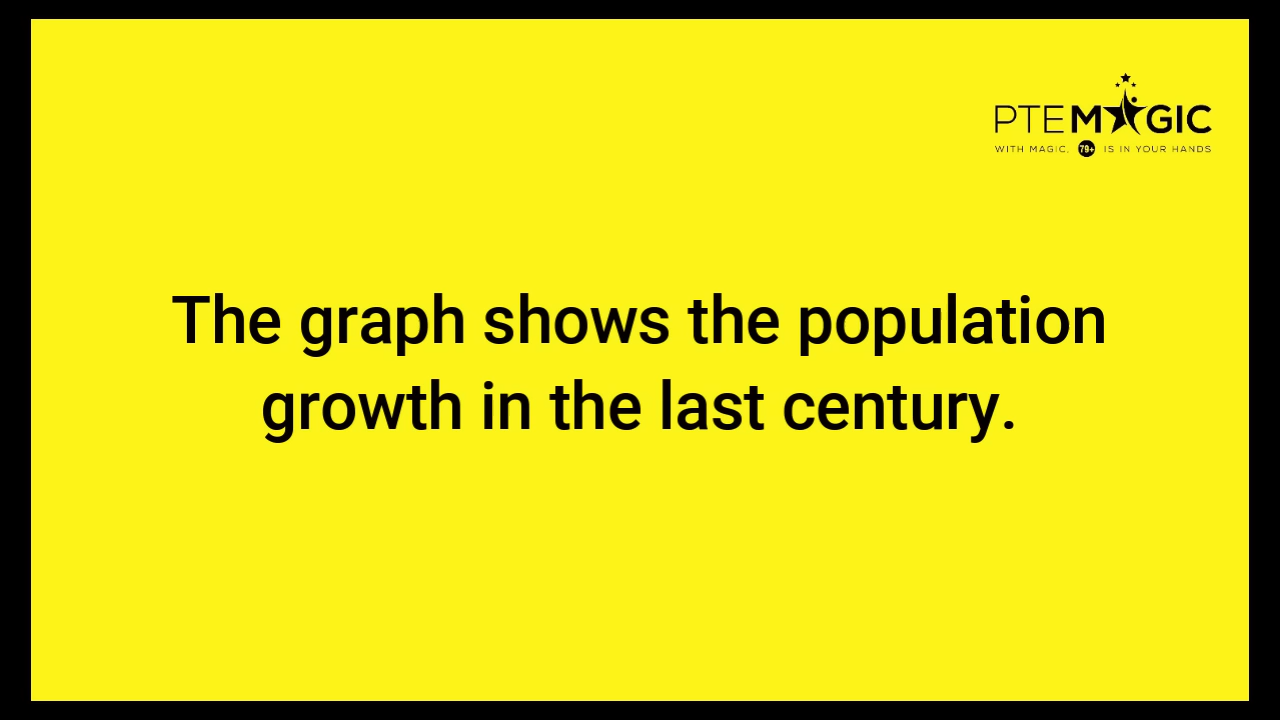 PTEMAGIC
WITH MAGIC, 79+ IS IN YOUR HANDS
The graph shows the population
growth in the last century.